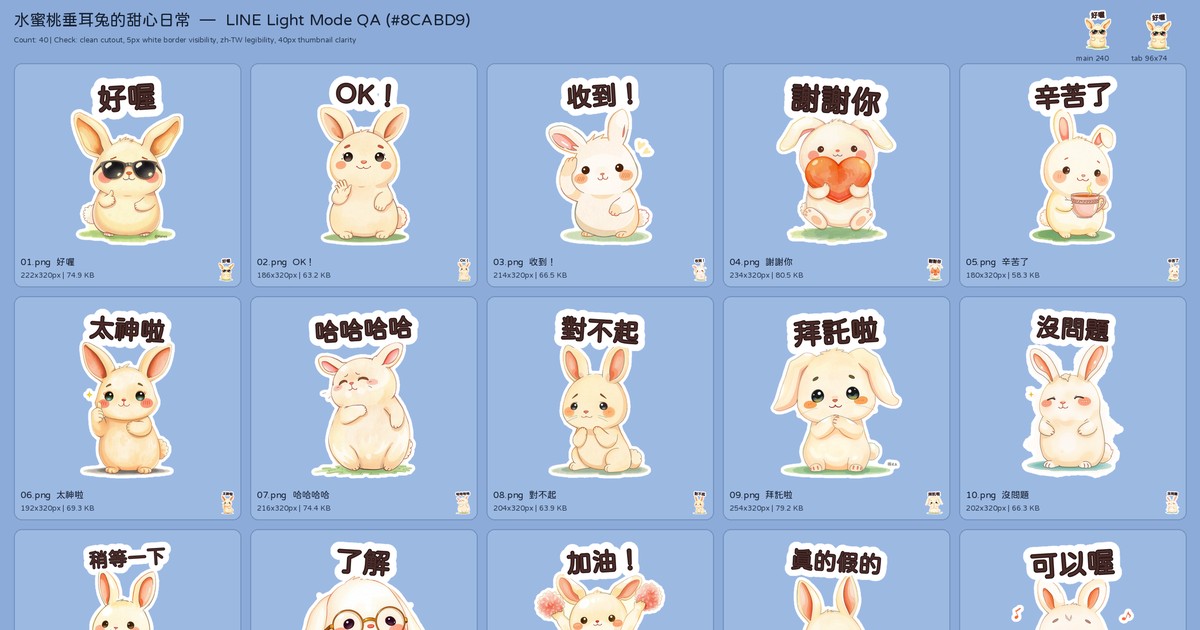 水蜜桃垂耳兔的甜心日常 — LINE Light Mode QA (#8CABD9)
Count: 40 | Check: clean cutout, 5px white border visibility, zh-TW legibility, 40px thumbnail clarity
好喔
好喔
main 240
tab 96x74
好喔
OK！
收到！
謝謝你
辛苦了
01.png 好喔
222x320px | 74.9 KB
02.png OK！
186x320px | 63.2 KB
03.png 收到！
214x320px | 66.5 KB
04.png 謝謝你
234x320px | 80.5 KB
05.png 辛苦了
180x320px | 58.3 KB
太神啦
哈哈哈哈
對不起
拜託啦
沒問題
06.png 太神啦
192x320px | 69.3 KB
07.png 哈哈哈哈
216x320px | 74.4 KB
08.png 對不起
204x320px | 63.9 KB
09.png 拜託啦
254x320px | 79.2 KB
10.png 沒問題
202x320px | 66.3 KB
稍等一下
了解
加油！
真的假的
可以喔